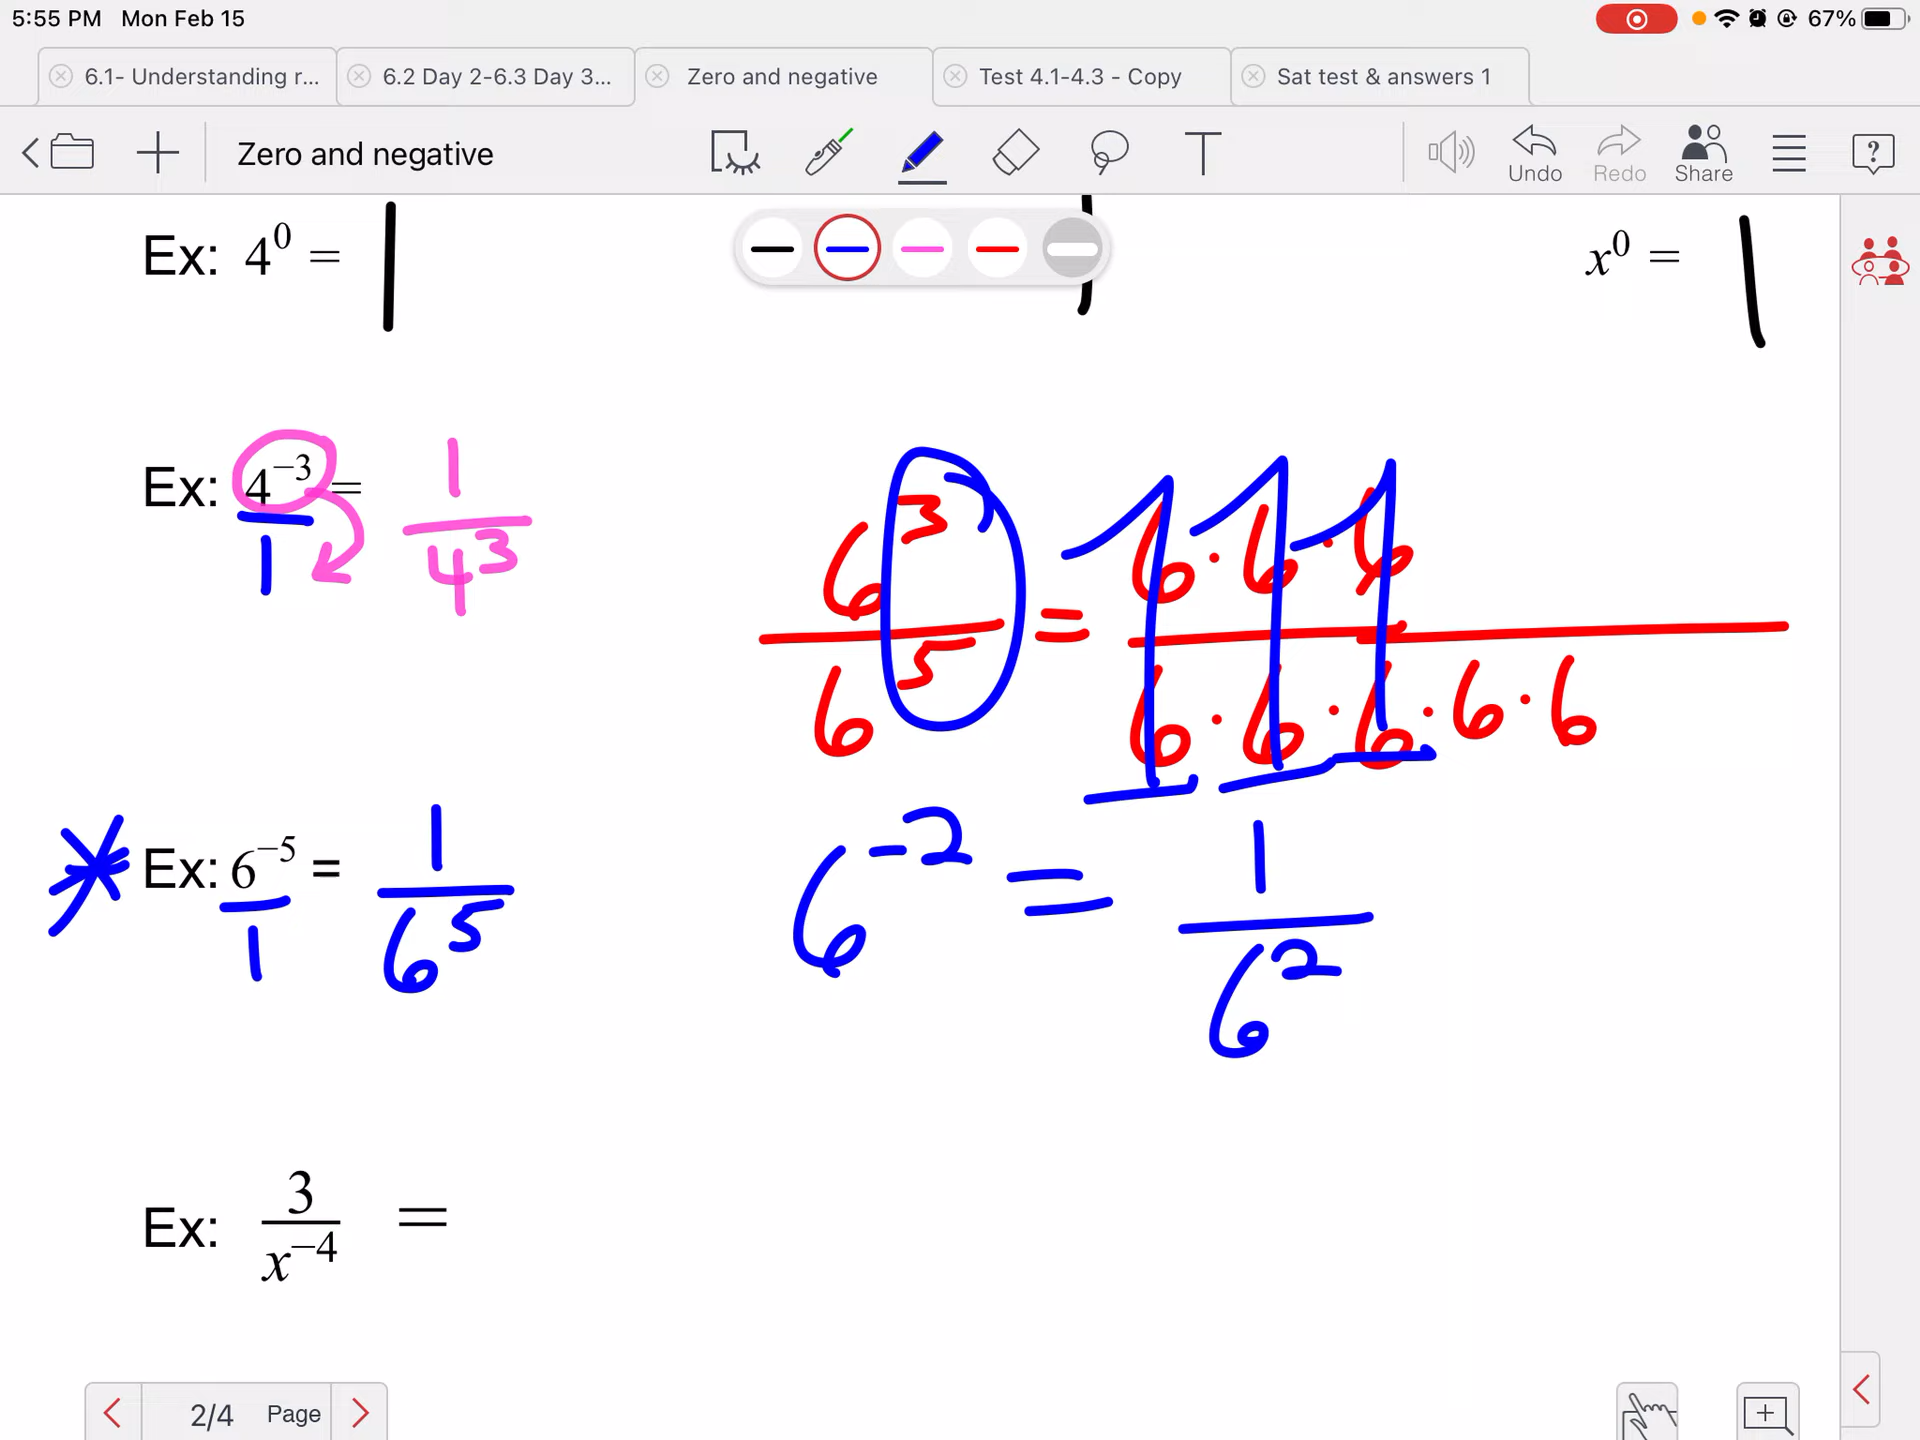 5:55 PM Mon Feb 15
67%
6.1- Understanding r...
6.2 Day 2-6.3 Day 3...
Zero and negative
Test 4.1-4.3 - Copy
Sat test & answers 1
Zero and negative
T
Undo
Redo
Share
?
Ex: 4⁰ = 1
x⁰ = 1
Ex: 4⁻³/1 = 1/4³
6³/6⁵ = 6·6·6/6·6·6·6·6
* Ex: 6⁻⁵/1 = 1/6⁵
6⁻² = 1/6²
Ex: 3/x⁻⁴ =
2/4 Page